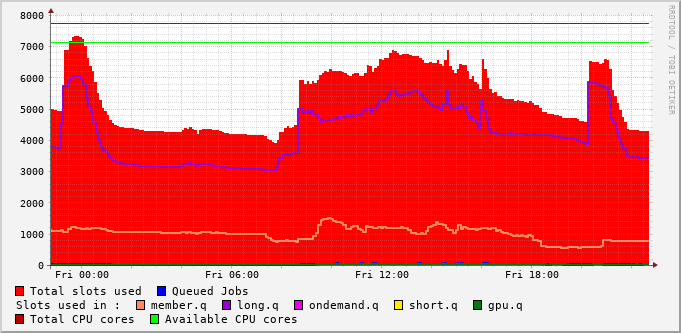 8000
7000
6000
5000
4000
3000
2000
1000
0
Fri 00:00 Fri 06:00 Fri 12:00 Fri 18:00
Total slots used Queued Jobs
Slots used in : member.q long.q ondemand.q short.q gpu.q
Total CPU cores Available CPU cores
RRDTOOL / TOBI OETIKER